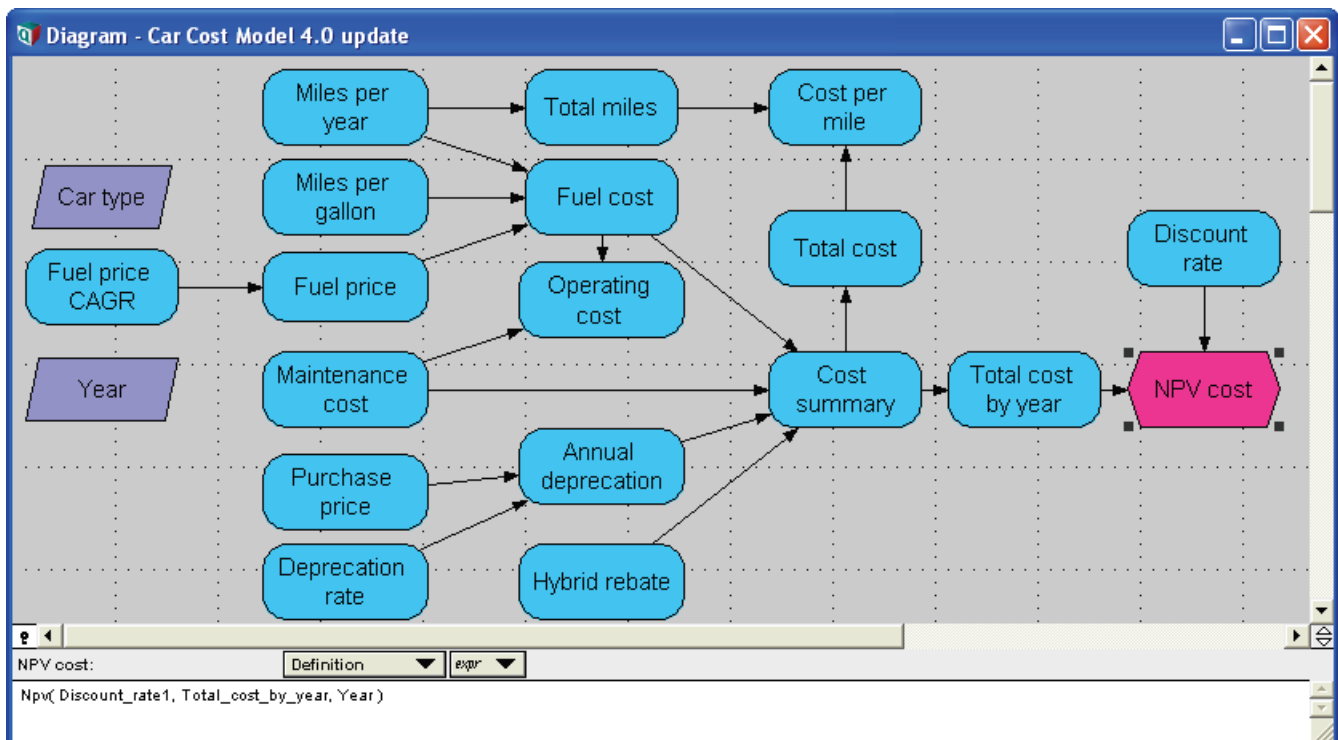 Diagram - Car Cost Model 4.0 update
Miles per
year
Total miles
Cost per
mile
Car type
Miles per
gallon
Fuel cost
Fuel price
CAGR
Fuel price
Operating
cost
Total cost
Discount
rate
Year
Maintenance
cost
Cost
summary
Total cost
by year
NPV cost
Purchase
price
Annual
deprecation
Deprecation
rate
Hybrid rebate
NPV cost:
Definition
expr
Npv( Discount_rate1, Total_cost_by_year, Year )